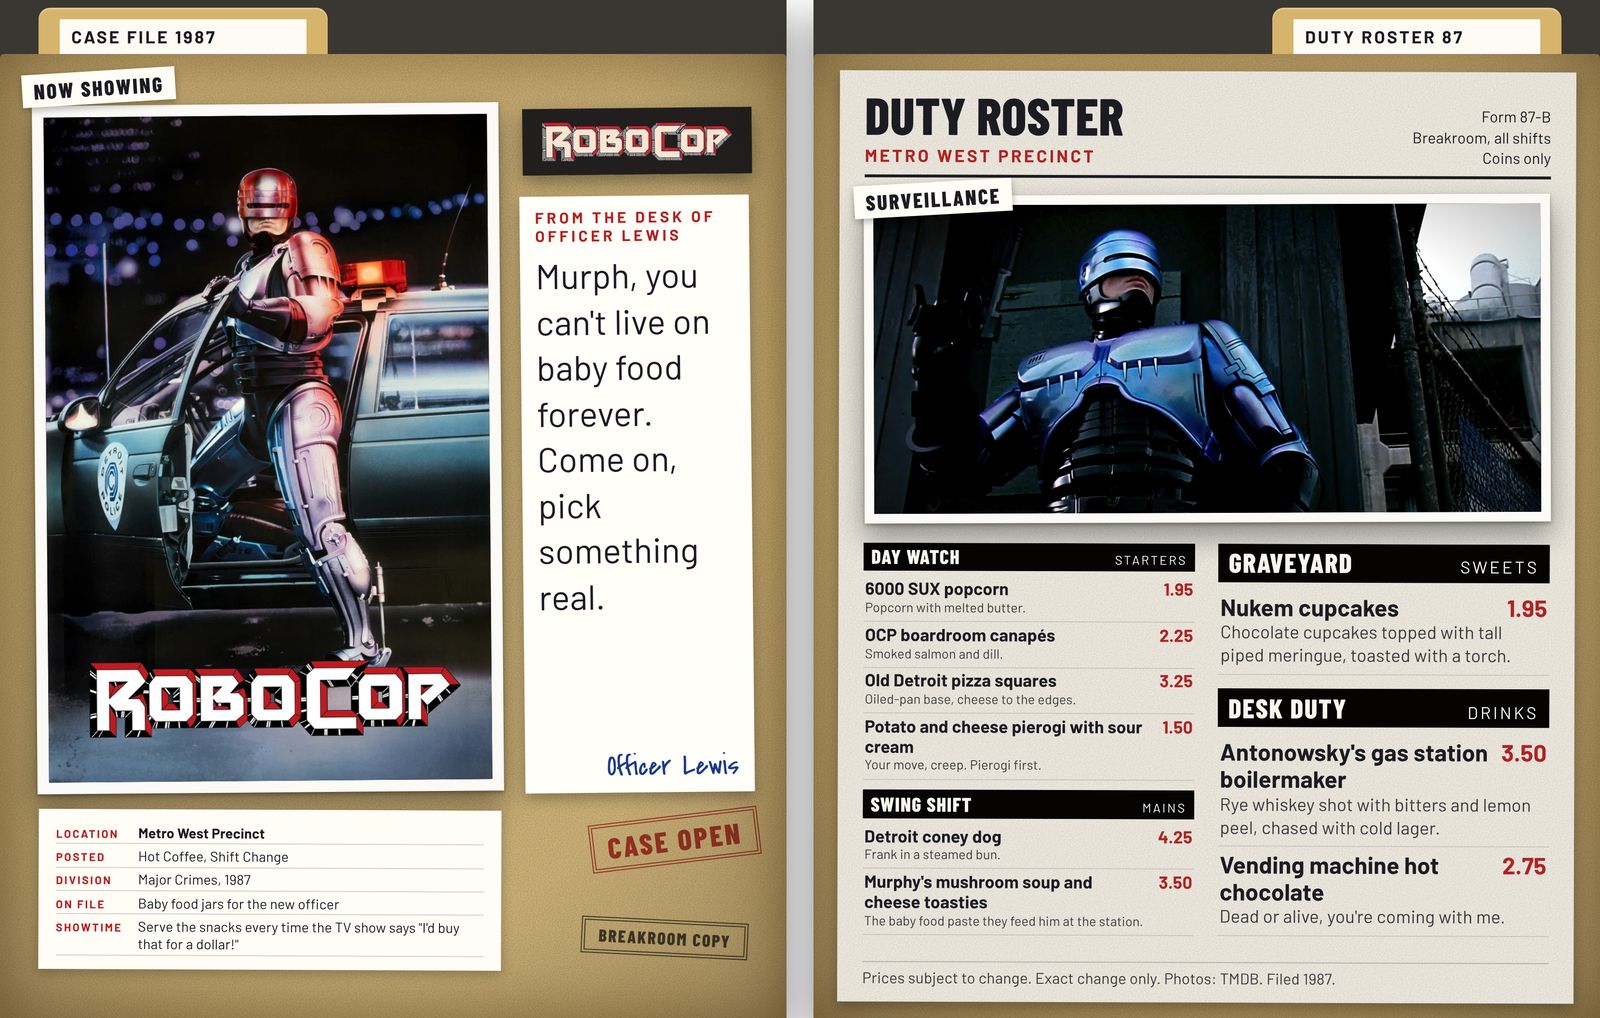 CASE FILE 1987
NOW SHOWING
DETROIT
POLICE
ROBOCOP
ROBOCOP
FROM THE DESK OF
OFFICER LEWIS
Murph, you
can't live on
baby food
forever.
Come on,
pick
something
real.
Officer Lewis
LOCATION Metro West Precinct
POSTED Hot Coffee, Shift Change
DIVISION Major Crimes, 1987
ON FILE Baby food jars for the new officer
SHOWTIME Serve the snacks every time the TV show says "I'd buy
that for a dollar!"
CASE OPEN
BREAKROOM COPY
DUTY ROSTER 87
DUTY ROSTER
METRO WEST PRECINCT
Form 87-B
Breakroom, all shifts
Coins only
SURVEILLANCE
DAY WATCH STARTERS
6000 SUX popcorn 1.95
Popcorn with melted butter.
OCP boardroom canapés 2.25
Smoked salmon and dill.
Old Detroit pizza squares 3.25
Oiled-pan base, cheese to the edges.
Potato and cheese pierogi with sour 1.50
cream
Your move, creep. Pierogi first.
SWING SHIFT MAINS
Detroit coney dog 4.25
Frank in a steamed bun.
Murphy's mushroom soup and 3.50
cheese toasties
The baby food paste they feed him at the station.
GRAVEYARD SWEETS
Nukem cupcakes 1.95
Chocolate cupcakes topped with tall
piped meringue, toasted with a torch.
DESK DUTY DRINKS
Antonowsky's gas station 3.50
boilermaker
Rye whiskey shot with bitters and lemon
peel, chased with cold lager.
Vending machine hot 2.75
chocolate
Dead or alive, you're coming with me.
Prices subject to change. Exact change only. Photos: TMDB. Filed 1987.